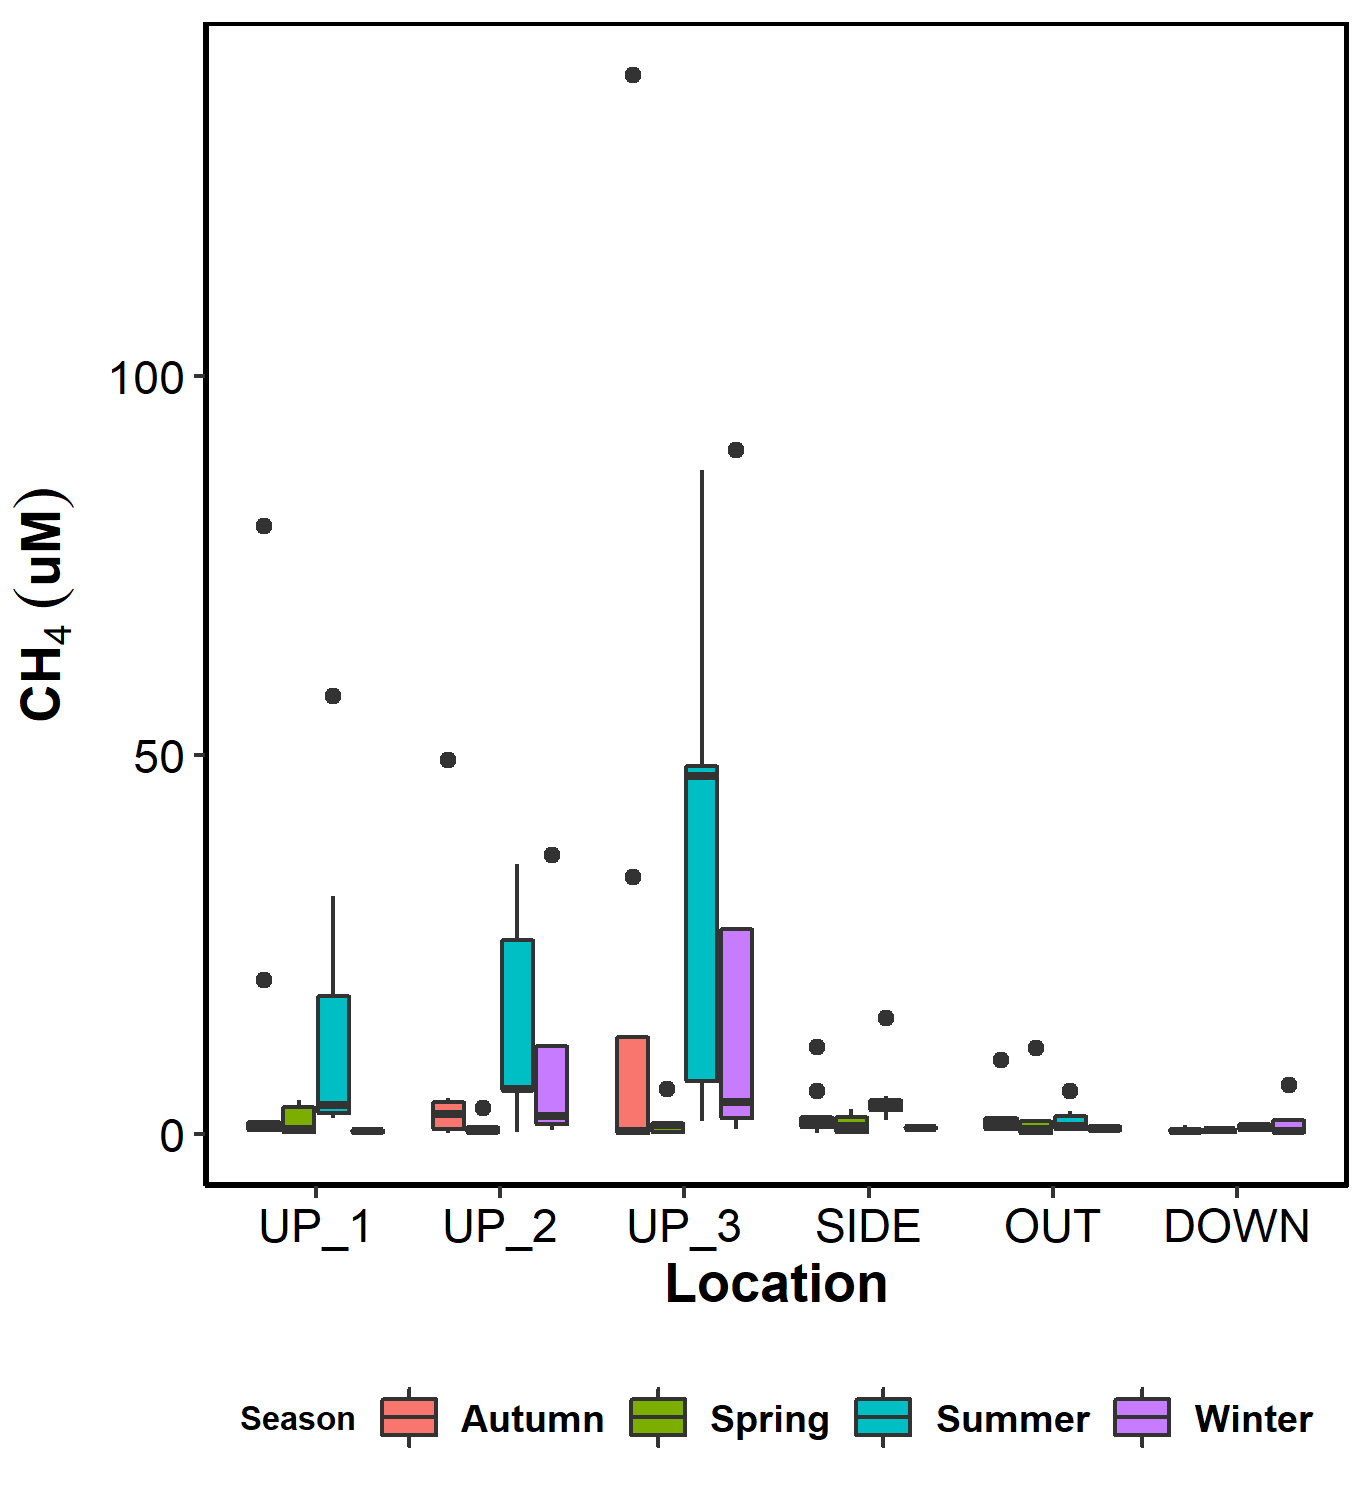 CH₄ (uM)
100
50
0
UP_1 UP_2 UP_3 SIDE OUT DOWN
Location
Season Autumn Spring Summer Winter